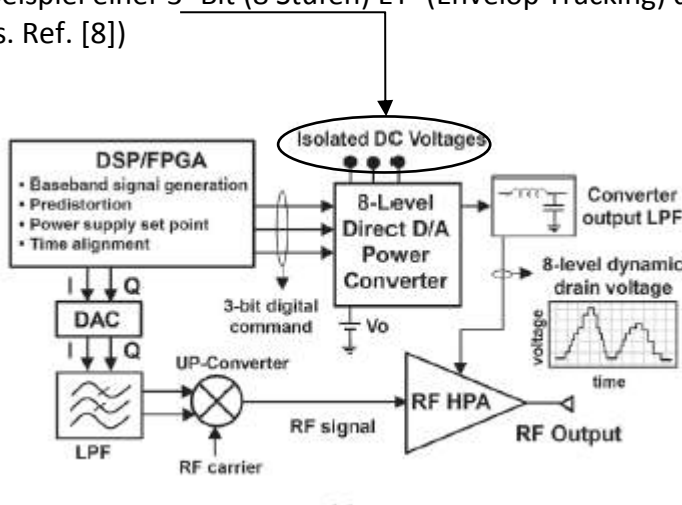 s. Ref. [8])
Isolated DC Voltages
DSP/FPGA
• Baseband signal generation
• Predistortion
• Power supply set point
• Time alignment
8-Level
Direct D/A
Power
Converter
Converter
output LPF
3-bit digital
command
Vo
8-level dynamic
drain voltage
voltage
time
I Q
DAC
I Q
LPF
UP-Converter
RF carrier
RF signal
RF HPA
RF Output